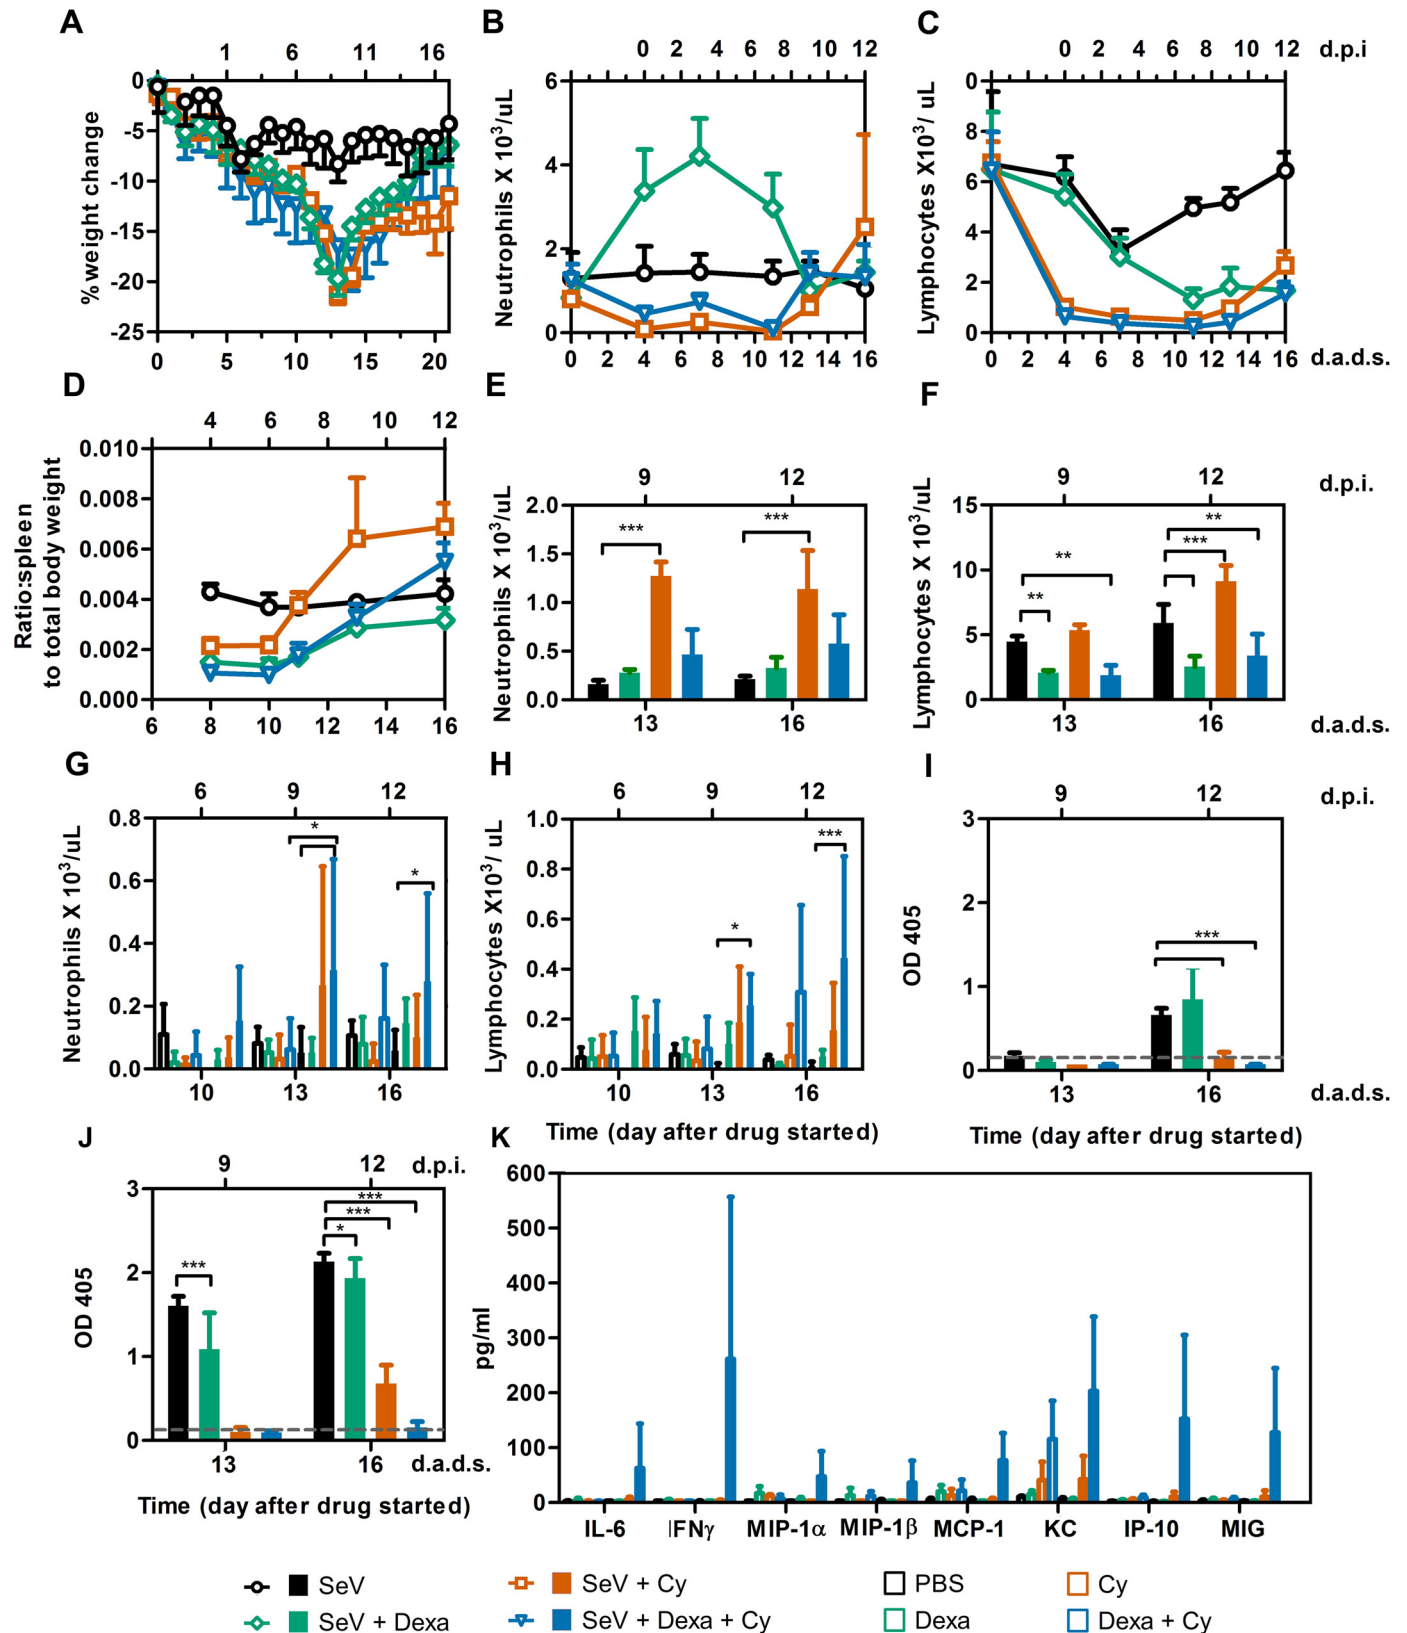 A
B
C
1 6 11 16
0 2 4 6 8 10 12
0 2 4 6 8 10 12 d.p.i
% weight change
0
-5
-10
-15
-20
-25
0 5 10 15 20
Neutrophils X 10³/uL
6
4
2
0
0 2 4 6 8 10 12 14 16
Lymphocytes X10³/ uL
10
8
6
4
2
0
0 2 4 6 8 10 12 14 16
d.a.d.s.
D
E
F
4 6 8 10 12
Ratio:spleen
to total body weight
0.010
0.008
0.006
0.004
0.002
0.000
6 8 10 12 14 16
9 12
Neutrophils X 10³/uL
2.0
1.5
1.0
0.5
0.0
*** ***
13 16
9 12 d.p.i.
Lymphocytes X 10³/uL
15
10
5
0
** **
** ***
13 16 d.a.d.s.
G
H
I
6 9 12
Neutrophils X 10³/uL
0.8
0.6
0.4
0.2
0.0
* *
10 13 16
6 9 12
Lymphocytes X10³/ uL
1.0
0.8
0.6
0.4
0.2
0.0
* ***
10 13 16
Time (day after drug started)
9 12 d.p.i.
OD 405
3
2
1
0
***
13 16 d.a.d.s.
Time (day after drug started)
J
K
9 12 d.p.i.
OD 405
3
2
1
0
***
***
***
*
13 16 d.a.d.s.
Time (day after drug started)
pg/ml
600
500
400
300
200
100
0
IL-6 IFNγ MIP-1α MIP-1β MCP-1 KC IP-10 MIG
SeV SeV + Cy PBS Cy
SeV + Dexa SeV + Dexa + Cy Dexa Dexa + Cy